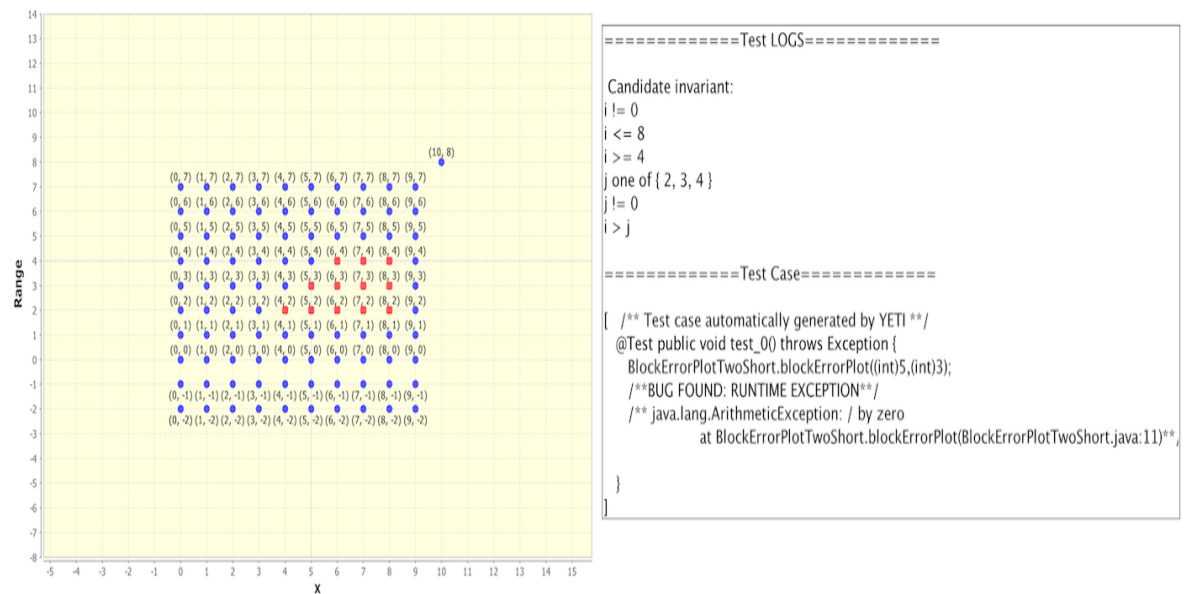 14
13
12
11
10
9
(10, 8)
8
(0, 7) (1, 7) (2, 7) (3, 7) (4, 7) (5, 7) (6, 7) (7, 7) (8, 7) (9, 7)
7
(0, 6) (1, 6) (2, 6) (3, 6) (4, 6) (5, 6) (6, 6) (7, 6) (8, 6) (9, 6)
6
(0, 5) (1, 5) (2, 5) (3, 5) (4, 5) (5, 5) (6, 5) (7, 5) (8, 5) (9, 5)
5
(0, 4) (1, 4) (2, 4) (3, 4) (4, 4) (5, 4) (6, 4) (7, 4) (8, 4) (9, 4)
4
(0, 3) (1, 3) (2, 3) (3, 3) (4, 3) (5, 3) (6, 3) (7, 3) (8, 3) (9, 3)
3
(0, 2) (1, 2) (2, 2) (3, 2) (4, 2) (5, 2) (6, 2) (7, 2) (8, 2) (9, 2)
2
(0, 1) (1, 1) (2, 1) (3, 1) (4, 1) (5, 1) (6, 1) (7, 1) (8, 1) (9, 1)
1
(0, 0) (1, 0) (2, 0) (3, 0) (4, 0) (5, 0) (6, 0) (7, 0) (8, 0) (9, 0)
0
-1
(0, -1) (1, -1) (2, -1) (3, -1) (4, -1) (5, -1) (6, -1) (7, -1) (8, -1) (9, -1)
-2
(0, -2) (1, -2) (2, -2) (3, -2) (4, -2) (5, -2) (6, -2) (7, -2) (8, -2) (9, -2)
-3
-4
-5
-6
-7
-8
Range
-5 -4 -3 -2 -1 0 1 2 3 4 5 6 7 8 9 10 11 12 13 14 15
X
=============Test LOGS=============
Candidate invariant:
i != 0
i <= 8
i >= 4
j one of { 2, 3, 4 }
j != 0
i > j
=============Test Case=============
[ /** Test case automatically generated by YETI **/
@Test public void test_0() throws Exception {
BlockErrorPlotTwoShort.blockErrorPlot((int)5,(int)3);
/**BUG FOUND: RUNTIME EXCEPTION**/
/** java.lang.ArithmeticException: / by zero
at BlockErrorPlotTwoShort.blockErrorPlot(BlockErrorPlotTwoShort.java:11)**/
}
]